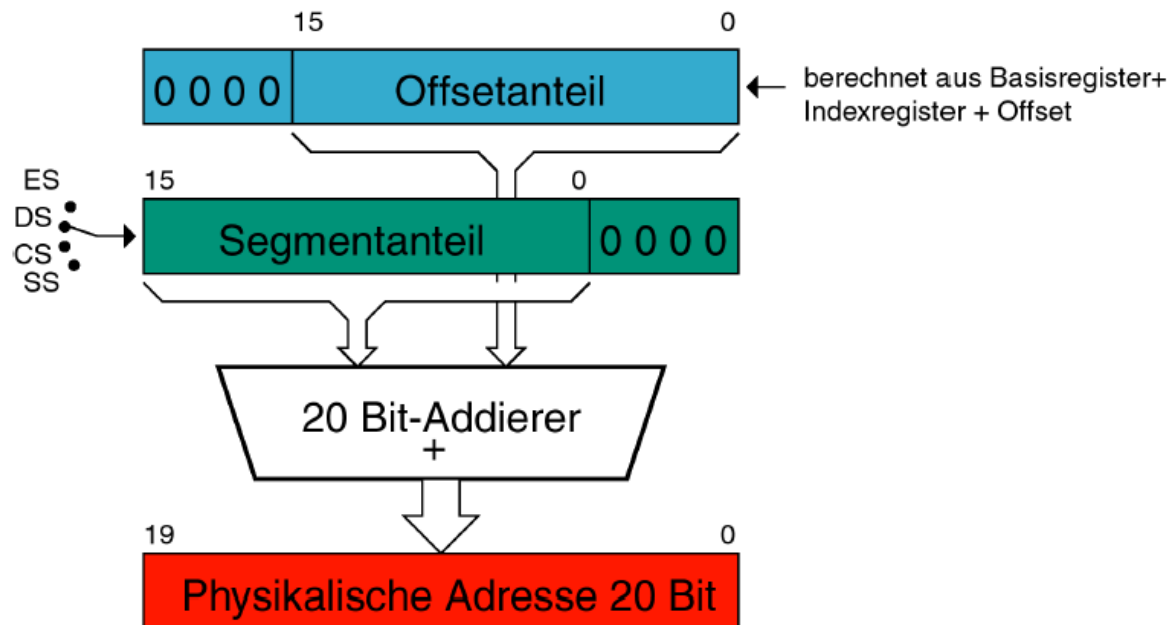 15 0
0 0 0 0 Offsetanteil
berechnet aus Basisregister+
Indexregister + Offset
ES
DS
CS
SS
15 0
Segmentanteil 0 0 0 0
20 Bit-Addierer
+
19 0
Physikalische Adresse 20 Bit